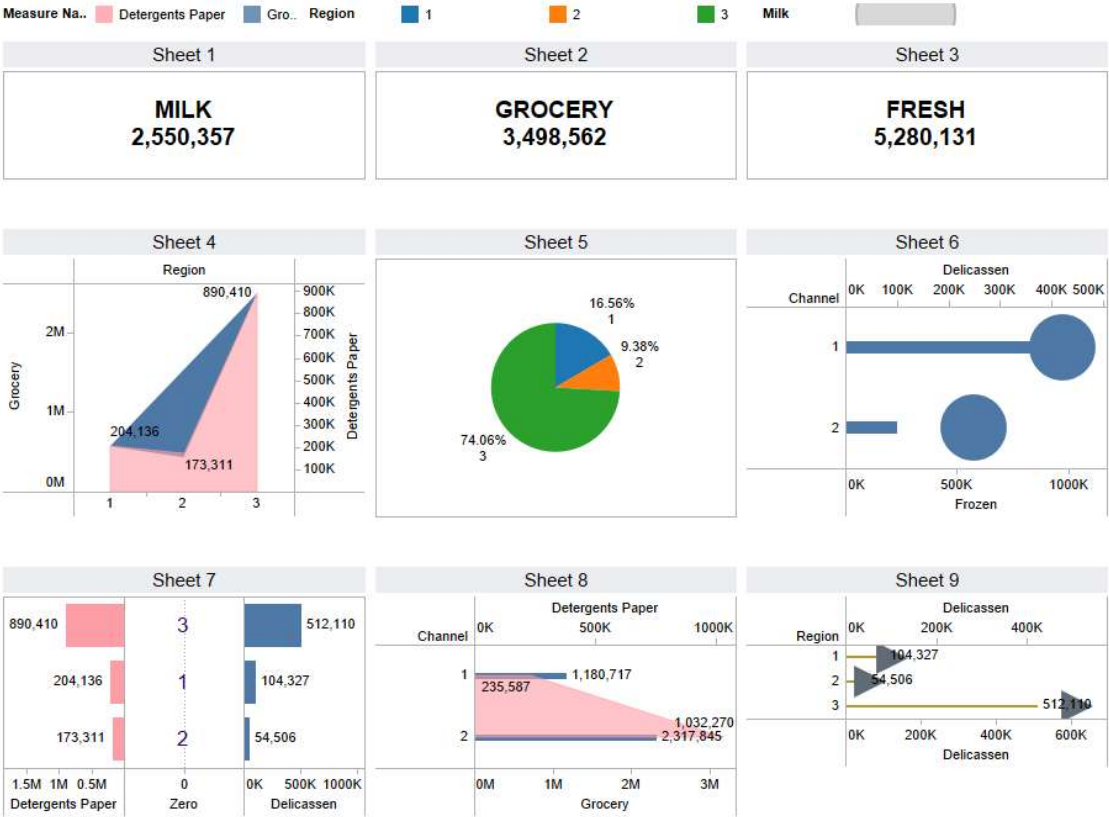 Measure Na.. Detergents Paper Gro.. Region 1 2 3 Milk
Sheet 1 Sheet 2 Sheet 3
MILK GROCERY FRESH
2,550,357 3,498,562 5,280,131
Sheet 4
Region
Grocery
2M
1M
0M
890,410
204,136
173,311
900K
800K
700K
600K
500K
400K
300K
200K
100K
Detergents Paper
1 2 3
Sheet 5
16.56%
1
9.38%
2
74.06%
3
Sheet 6
Delicassen
Channel 0K 100K 200K 300K 400K 500K
1
2
0K 500K 1000K
Frozen
Sheet 7
890,410 3 512,110
204,136 1 104,327
173,311 2 54,506
1.5M 1M 0.5M 0 0K 500K 1000K
Detergents Paper Zero Delicassen
Sheet 8
Detergents Paper
Channel 0K 500K 1000K
1 1,180,717
235,587
1,032,270
2 2,317,845
0M 1M 2M 3M
Grocery
Sheet 9
Delicassen
Region 0K 200K 400K
1 104,327
2 54,506
3 512,110
0K 200K 400K 600K
Delicassen